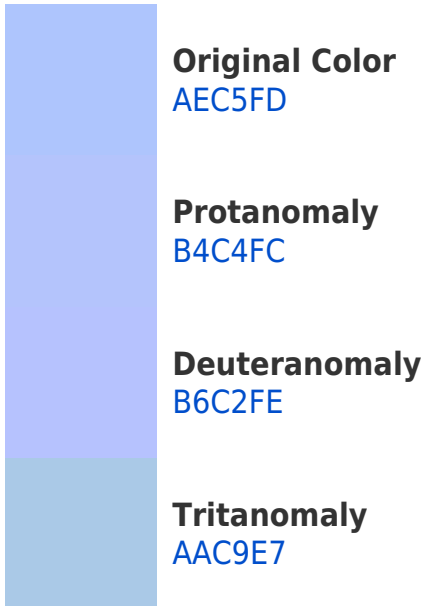 Original Color
AEC5FD
Protanomaly
B4C4FC
Deuteranomaly
B6C2FE
Tritanomaly
AAC9E7